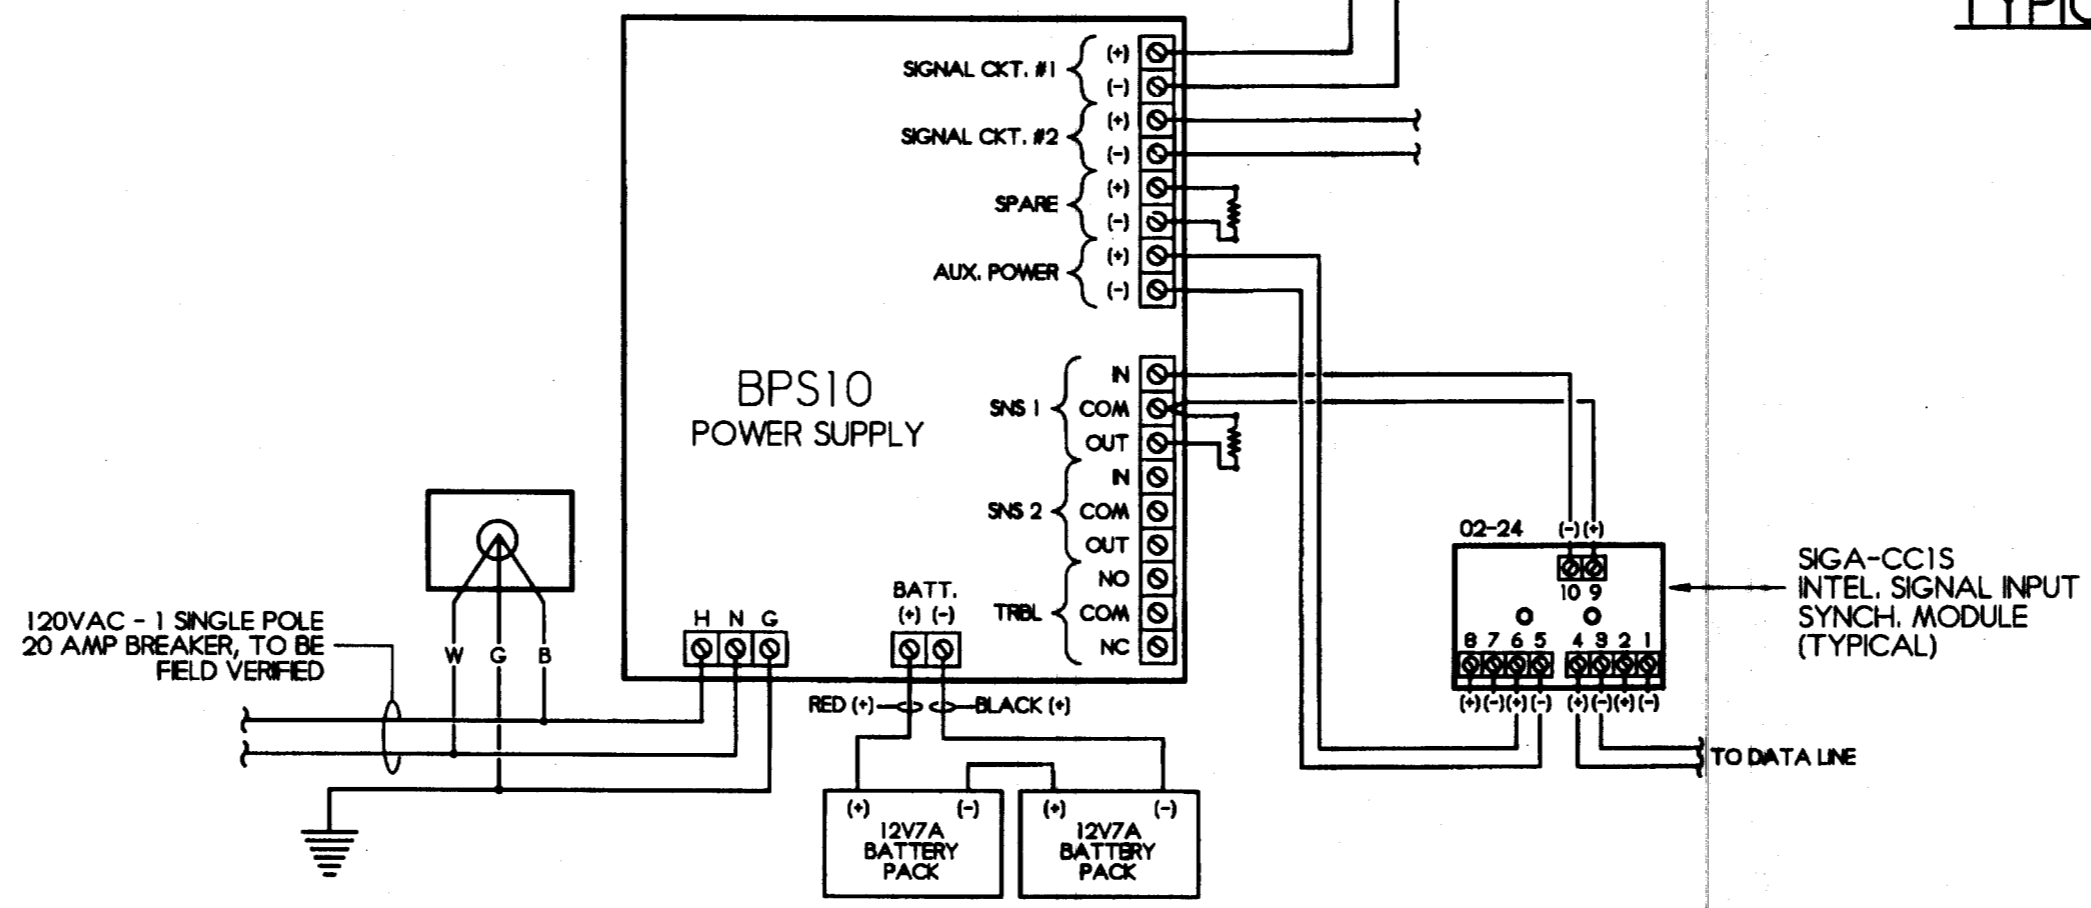 TYPIC
SIGNAL CKT. #1
(+)
(-)
SIGNAL CKT. #2
(+)
(-)
SPARE
(+)
(-)
AUX. POWER
(+)
(-)
BPS10
POWER SUPPLY
SNS 1
IN
COM
OUT
SNS 2
IN
COM
OUT
TRBL
NO
COM
NC
BATT.
(+) (-)
H N G
120VAC - 1 SINGLE POLE
20 AMP BREAKER, TO BE
FIELD VERIFIED
W G B
RED (+)
BLACK (+)
(+) (-)
12V7A
BATTERY
PACK
(+) (-)
12V7A
BATTERY
PACK
02-24 (-) (+)
10 9
8 7 6 5 4 3 2 1
(+) (-) (+) (-) (+) (-) (+) (-)
SIGA-CC1S
INTEL. SIGNAL INPUT
SYNCH. MODULE
(TYPICAL)
TO DATA LINE